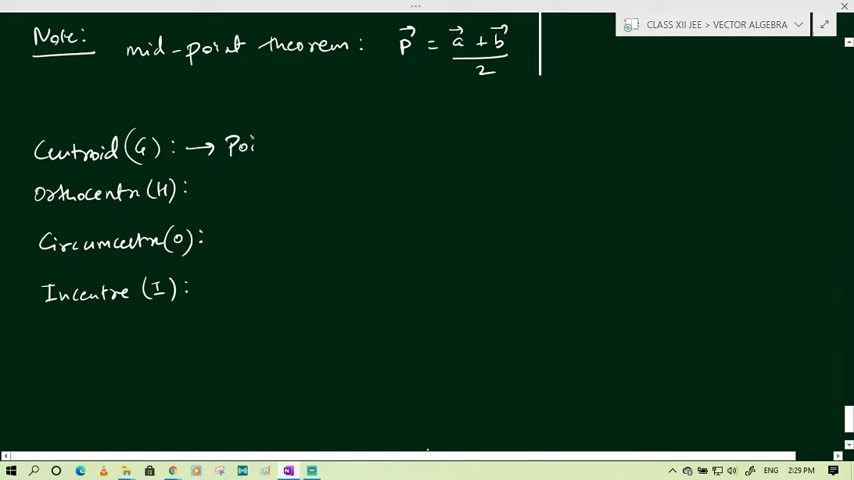 CLASS XII JEE > VECTOR ALGEBRA
Note: mid-point theorem: p⃗ = (a⃗ + b⃗)/2
Centroid (G) : → Poi
Orthocentre (H) :
Circumcentre (O) :
Incentre (I) :
ENG 2:29 PM